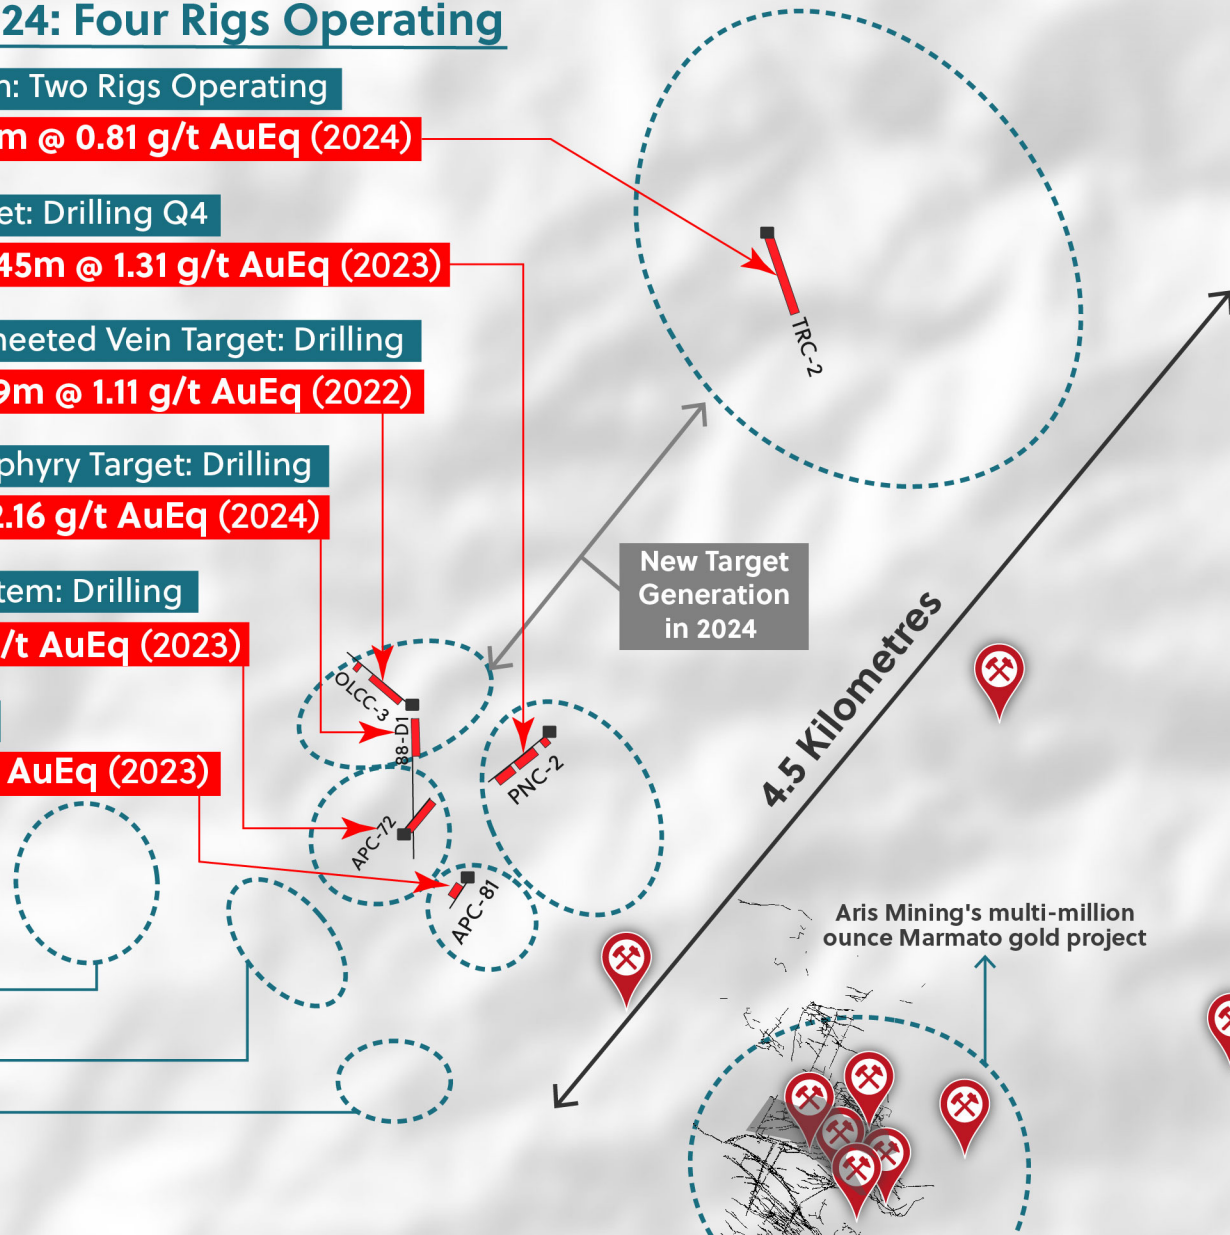 24: Four Rigs Operating
n: Two Rigs Operating
m @ 0.81 g/t AuEq (2024)
et: Drilling Q4
45m @ 1.31 g/t AuEq (2023)
heeted Vein Target: Drilling
9m @ 1.11 g/t AuEq (2022)
phyry Target: Drilling
2.16 g/t AuEq (2024)
tem: Drilling
/t AuEq (2023)
AuEq (2023)
TRC-2
New Target
Generation
in 2024
4.5 Kilometres
OLCC-3
88-D1
PNC-2
APC-72
APC-81
Aris Mining's multi-million
ounce Marmato gold project